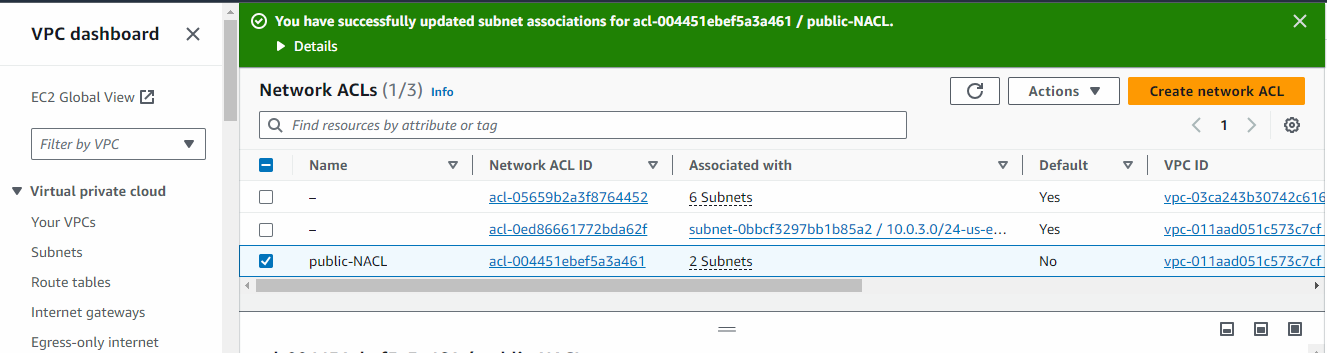 You have successfully updated subnet associations for acl-004451ebef5a3a461 / public-NACL.
Details
VPC dashboard
EC2 Global View
Filter by VPC
Virtual private cloud
Your VPCs
Subnets
Route tables
Internet gateways
Egress-only internet
Network ACLs (1/3) Info
Actions
Create network ACL
Find resources by attribute or tag
1
Name Network ACL ID Associated with Default VPC ID
– acl-05659b2a3f8764452 6 Subnets Yes vpc-03ca243b30742c616
– acl-0ed86661772bda62f subnet-0bbcf3297bb1b85a2 / 10.0.3.0/24-us-e... Yes vpc-011aad051c573c7cf
public-NACL acl-004451ebef5a3a461 2 Subnets No vpc-011aad051c573c7cf